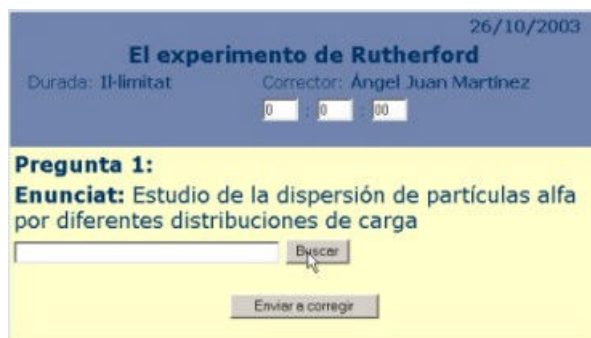 26/10/2003
El experimento de Rutherford
Durada: Il·limitat Corrector: Ángel Juan Martínez
0 : 0 : 00
Pregunta 1:
Enunciat: Estudio de la dispersión de partículas alfa
por diferentes distribuciones de carga
Buscar
Enviar a corregir